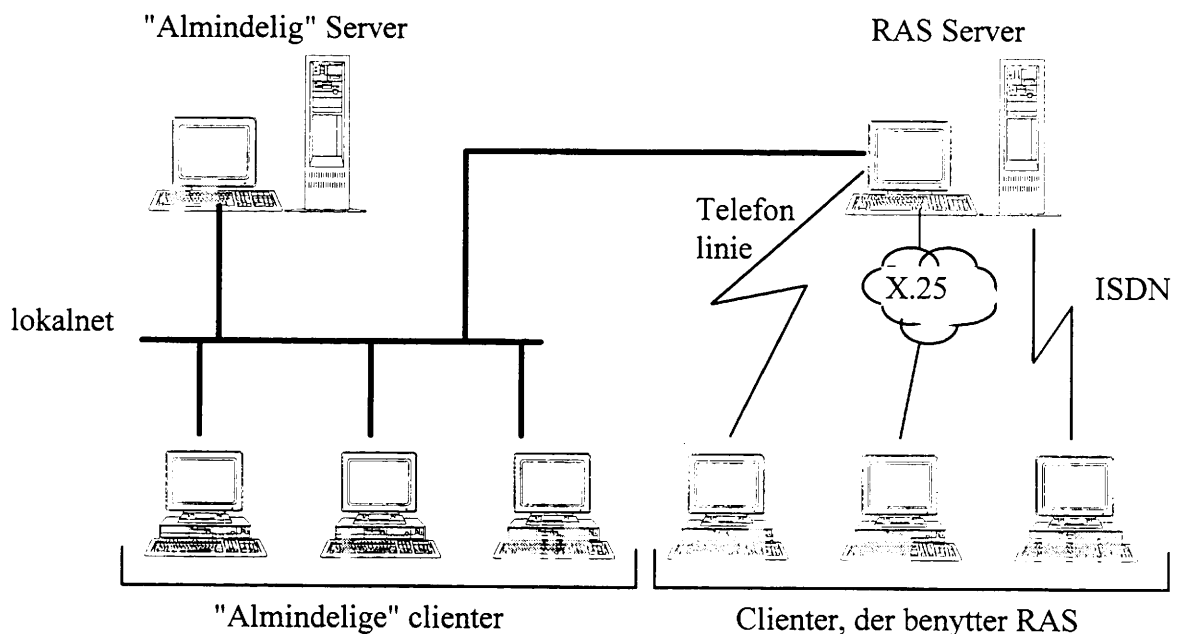 "Almindelig" Server
RAS Server
Telefon
linie
X.25
ISDN
lokalnet
"Almindelige" clienter
Clienter, der benytter RAS